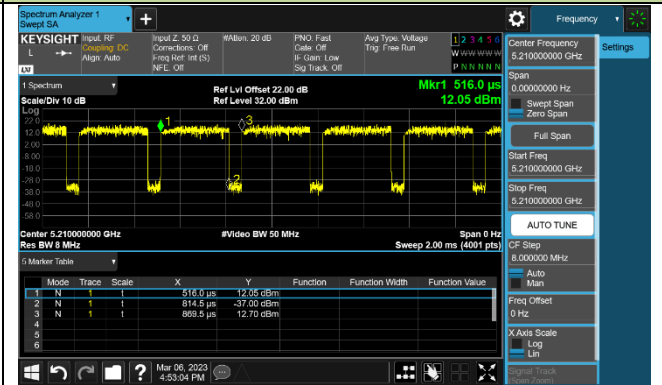 Spectrum Analyzer 1
Swept SA
Frequency
KEYSIGHT
L
LXI
Input: RF
Coupling: DC
Align: Auto
Input Z: 50 Ω
Corrections: Off
Freq Ref: Int (S)
NFE: Off
#Atten: 20 dB
PNO: Fast
Gate: Off
IF Gain: Low
Sig Track: Off
Avg Type: Voltage
Trig: Free Run
1 2 3 4 5 6
W W W W W W
P N N N N N
Center Frequency
5.210000000 GHz
Settings
1 Spectrum
Scale/Div 10 dB
Log
Ref Lvl Offset 22.00 dB
Ref Level 32.00 dBm
Mkr1 516.0 µs
12.05 dBm
Span
0.00000000 Hz
Swept Span
Zero Span
Full Span
Start Freq
5.210000000 GHz
Stop Freq
5.210000000 GHz
AUTO TUNE
CF Step
8.000000 MHz
Auto
Man
Freq Offset
0 Hz
X Axis Scale
Log
Lin
Signal Track
(Span Zoom)
22.0
12.0
2.00
-8.00
-18.0
-28.0
-38.0
-48.0
-58.0
1
3
2
Center 5.210000000 GHz
#Video BW 50 MHz
Span 0 Hz
Res BW 8 MHz
Sweep 2.00 ms (4001 pts)
5 Marker Table
Mode Trace Scale X Y Function Function Width Function Value
1 N 1 t 516.0 µs 12.05 dBm
2 N 1 t 814.5 µs -37.00 dBm
3 N 1 t 869.5 µs 12.70 dBm
4
5
6
?
Mar 06, 2023
4:53:04 PM